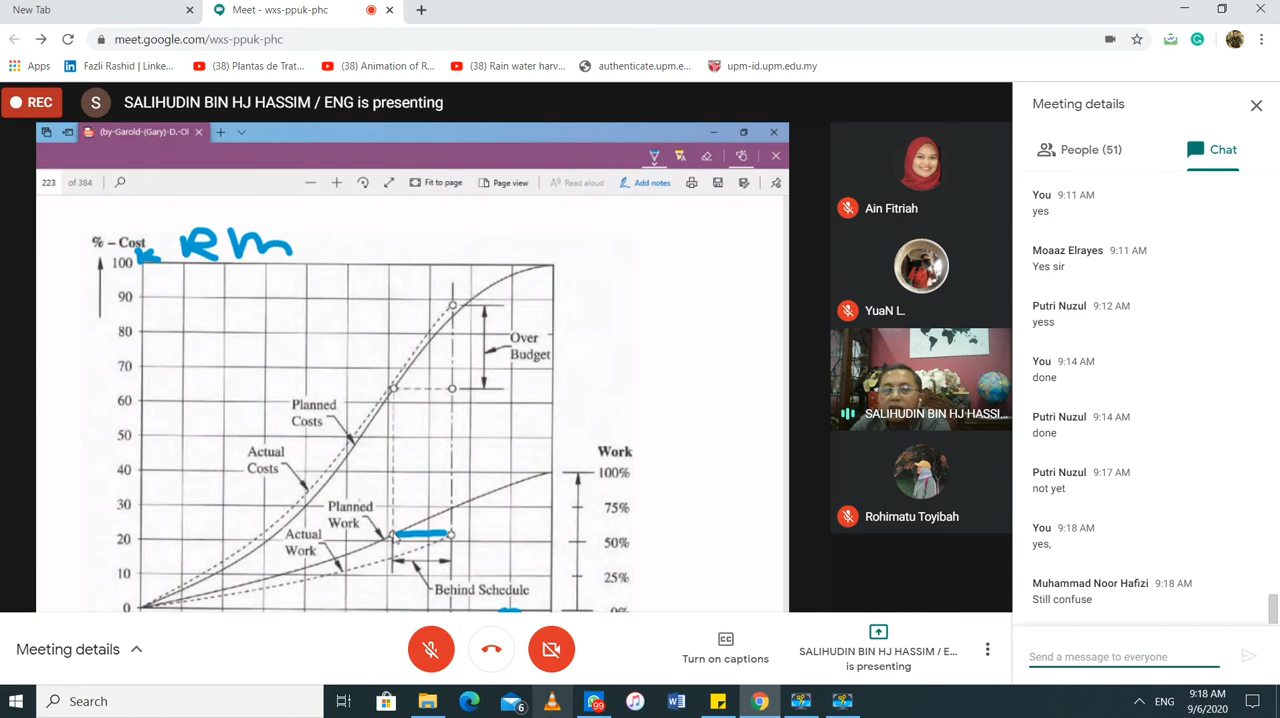 New Tab
Meet - wxs-ppuk-phc
meet.google.com/wxs-ppuk-phc
Apps
Fazli Rashid | Linke...
(38) Plantas de Trat...
(38) Animation of R...
(38) Rain water harv...
authenticate.upm.e...
upm-id.upm.edu.my
REC
S
SALIHUDIN BIN HJ HASSIM / ENG is presenting
(by-Garold-(Gary)-D.-Ol
223 of 384
Fit to page
Page view
Read aloud
Add notes
% - Cost
RM
100
90
80
70
60
50
40
30
20
10
0
Over
Budget
Planned
Costs
Actual
Costs
Work
100%
75%
50%
25%
0%
Planned
Work
Actual
Work
Behind Schedule
Ain Fitriah
YuaN L.
SALIHUDIN BIN HJ HASSI...
Rohimatu Toyibah
Meeting details
People (51)
Chat
You 9:11 AM
yes
Moaaz Elrayes 9:11 AM
Yes sir
Putri Nuzul 9:12 AM
yess
You 9:14 AM
done
Putri Nuzul 9:14 AM
done
Putri Nuzul 9:17 AM
not yet
You 9:18 AM
yes,
Muhammad Noor Hafizi 9:18 AM
Still confuse
Send a message to everyone
Meeting details
Turn on captions
SALIHUDIN BIN HJ HASSIM / E...
is presenting
Search
6
99
ENG
9:18 AM
9/6/2020